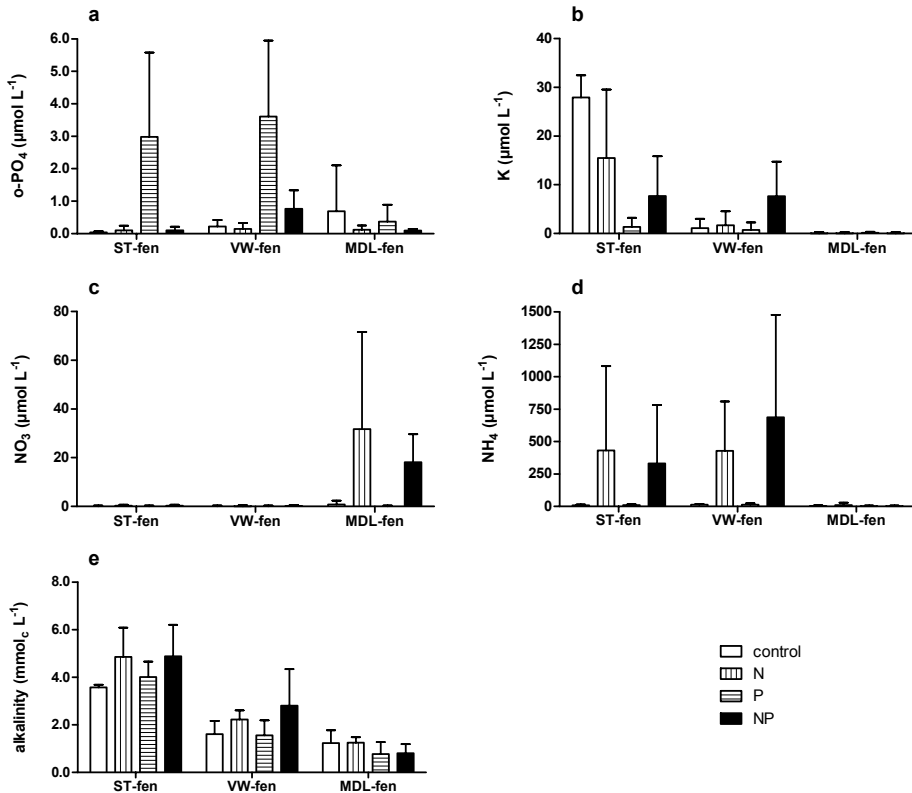 a
o-PO4 (µmol L-1)
6.0
5.0
4.0
3.0
2.0
1.0
0.0
ST-fen VW-fen MDL-fen
b
K (µmol L-1)
40
30
20
10
0
ST-fen VW-fen MDL-fen
c
NO3 (µmol L-1)
80
60
40
20
0
ST-fen VW-fen MDL-fen
d
NH4 (µmol L-1)
1500
1250
1000
750
500
250
0
ST-fen VW-fen MDL-fen
e
alkalinity (mmolc L-1)
8.0
6.0
4.0
2.0
0.0
ST-fen VW-fen MDL-fen
control
N
P
NP